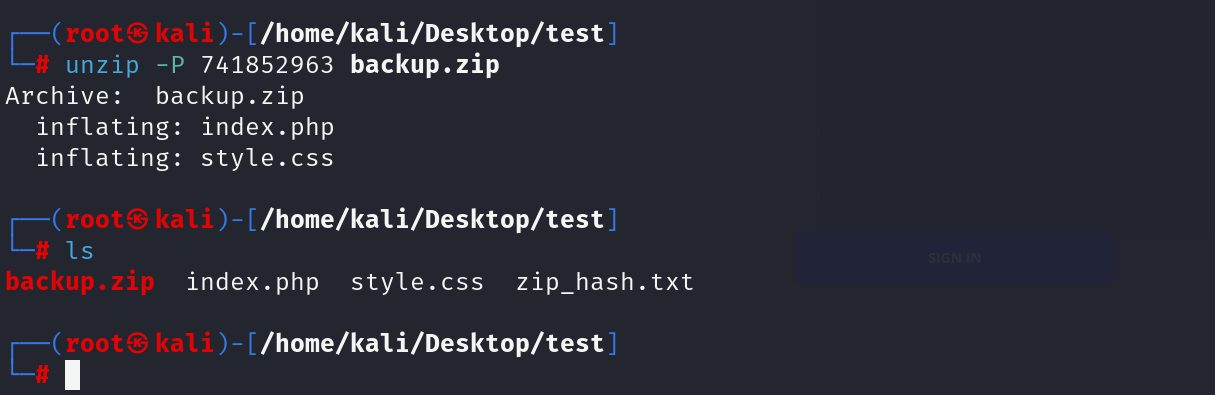 ┌──(root㉿kali)-[/home/kali/Desktop/test]
└─# unzip -P 741852963 backup.zip
Archive:  backup.zip
  inflating: index.php
  inflating: style.css
┌──(root㉿kali)-[/home/kali/Desktop/test]
└─# ls
backup.zip  index.php  style.css  zip_hash.txt
SIGN IN
┌──(root㉿kali)-[/home/kali/Desktop/test]
└─#